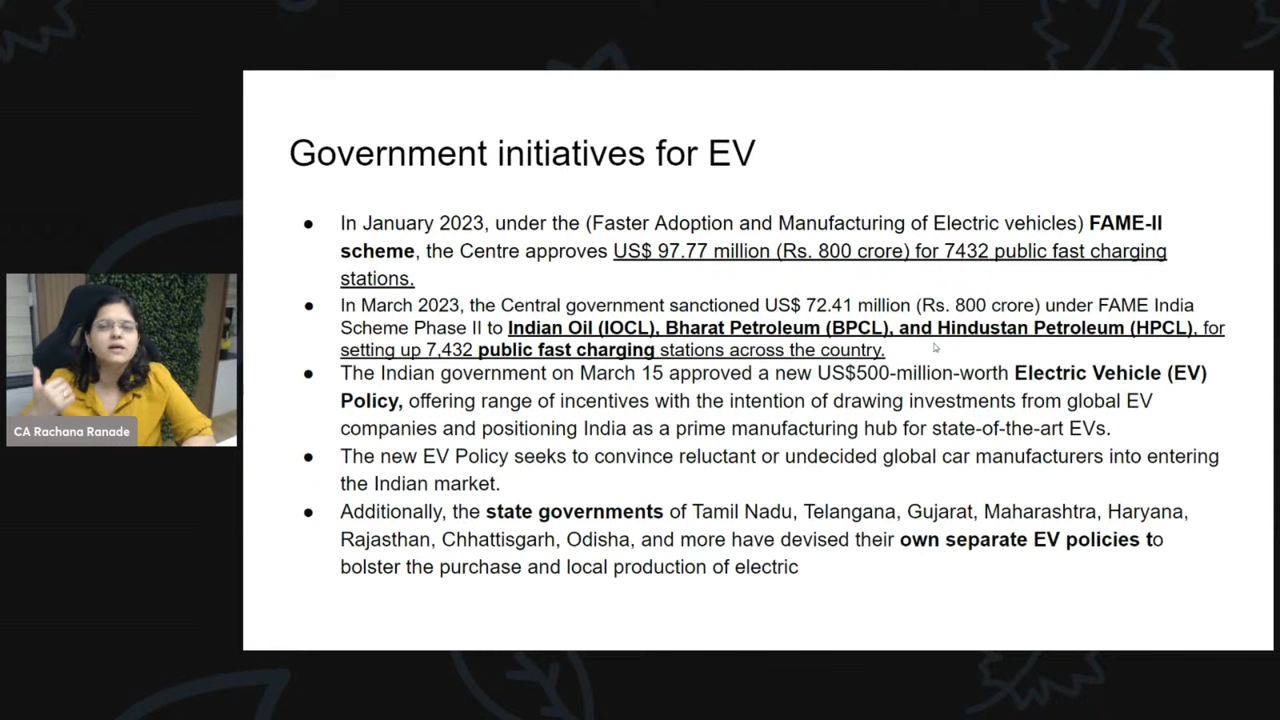 Government initiatives for EV
● In January 2023, under the (Faster Adoption and Manufacturing of Electric vehicles) FAME-II
scheme, the Centre approves US$ 97.77 million (Rs. 800 crore) for 7432 public fast charging
stations.
● In March 2023, the Central government sanctioned US$ 72.41 million (Rs. 800 crore) under FAME India
Scheme Phase II to Indian Oil (IOCL), Bharat Petroleum (BPCL), and Hindustan Petroleum (HPCL), for
setting up 7,432 public fast charging stations across the country.
● The Indian government on March 15 approved a new US$500-million-worth Electric Vehicle (EV)
Policy, offering range of incentives with the intention of drawing investments from global EV
companies and positioning India as a prime manufacturing hub for state-of-the-art EVs.
● The new EV Policy seeks to convince reluctant or undecided global car manufacturers into entering
the Indian market.
● Additionally, the state governments of Tamil Nadu, Telangana, Gujarat, Maharashtra, Haryana,
Rajasthan, Chhattisgarh, Odisha, and more have devised their own separate EV policies to
bolster the purchase and local production of electric
CA Rachana Ranade